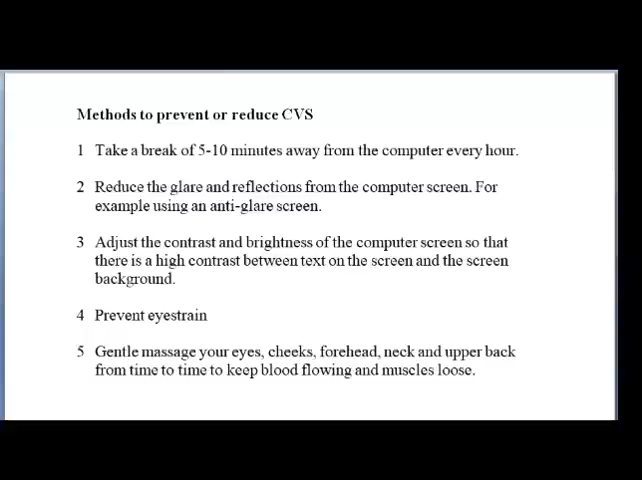 Methods to prevent or reduce CVS
1 Take a break of 5-10 minutes away from the computer every hour.
2 Reduce the glare and reflections from the computer screen. For
example using an anti-glare screen.
3 Adjust the contrast and brightness of the computer screen so that
there is a high contrast between text on the screen and the screen
background.
4 Prevent eyestrain
5 Gentle massage your eyes, cheeks, forehead, neck and upper back
from time to time to keep blood flowing and muscles loose.